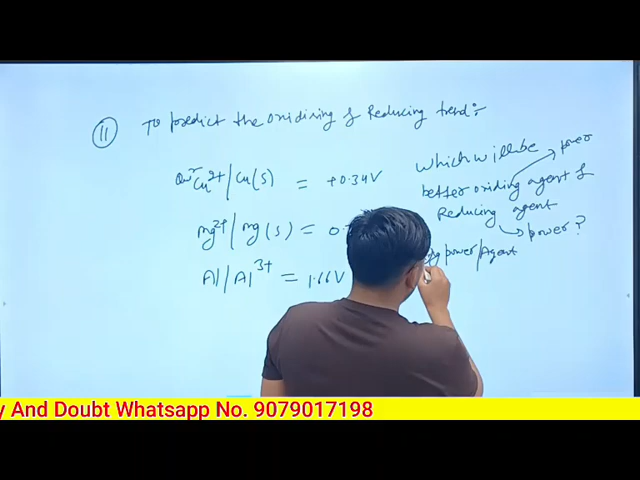 11 To predict the oxidising & Reducing trend:-
Cu²⁺/Cu(s) = +0.34V
Mg²⁺/Mg(s) = 0.
Al/Al³⁺ = 1.66V
which will be
better oxiding agent &
power
Reducing agent
power?
g power/Agent
y And Doubt Whatsapp No. 9079017198